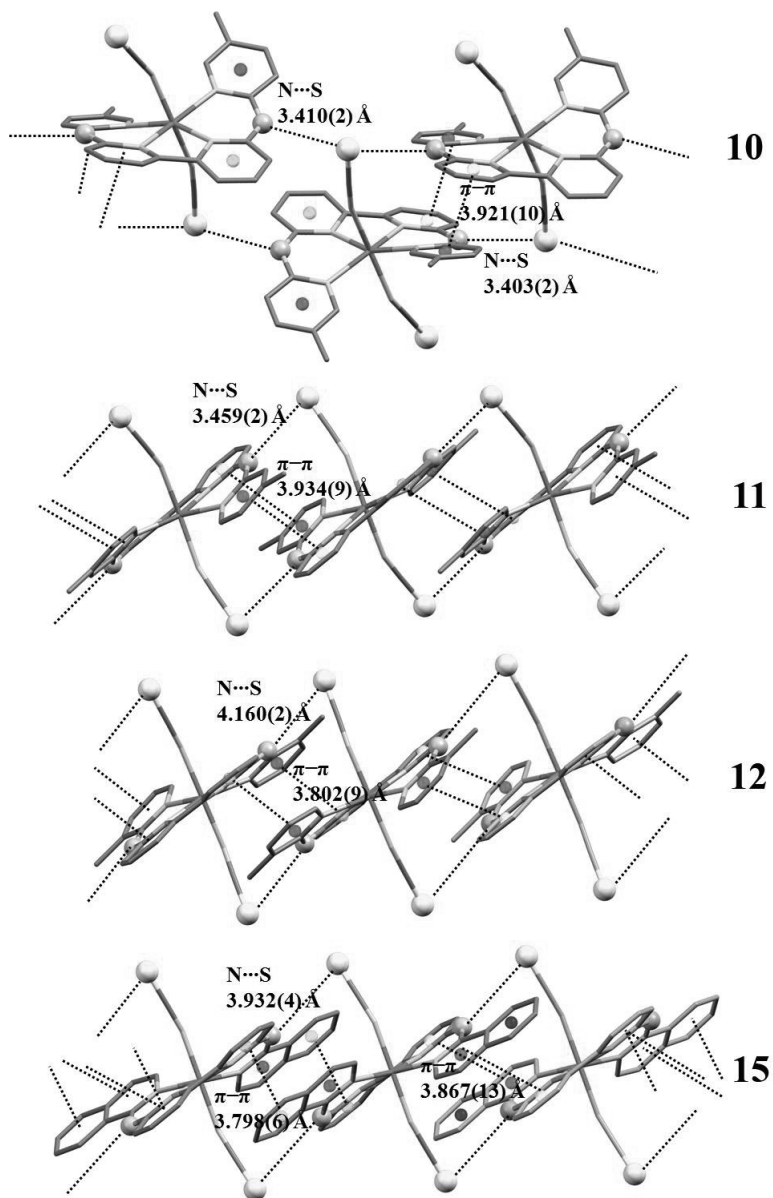 N···S
3.410(2) Å
10
π–π
3.921(10) Å
N···S
3.403(2) Å
N···S
3.459(2) Å
π–π
3.934(9) Å
11
N···S
4.160(2) Å
π–π
3.802(9) Å
12
N···S
3.932(4) Å
π–π
3.798(6) Å
π–π
3.867(13) Å
15